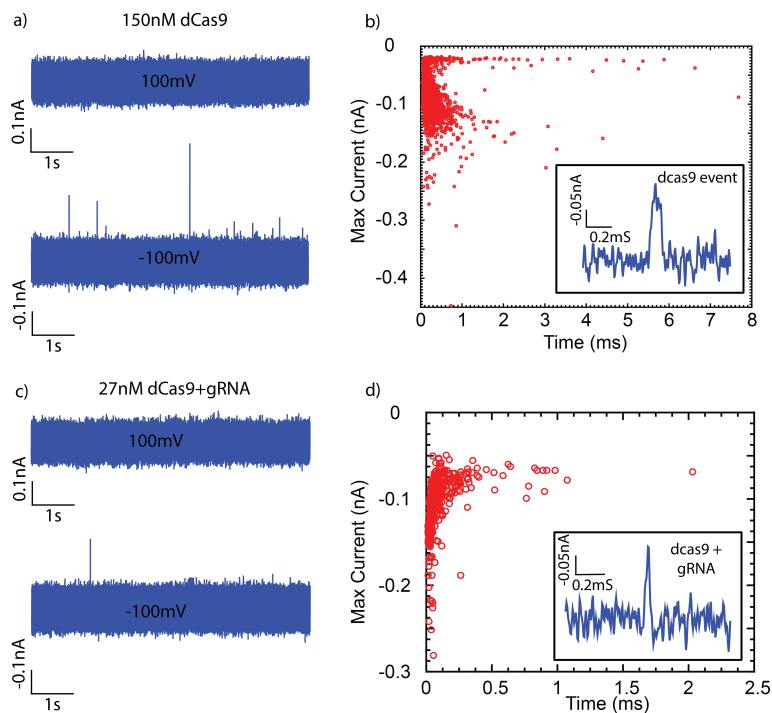 a)
150nM dCas9
100mV
0.1nA
1s
-100mV
-0.1nA
1s
b)
0
-0.1
-0.2
-0.3
-0.4
Max Current (nA)
0 1 2 3 4 5 6 7 8
Time (ms)
dcas9 event
-0.05nA
0.2mS
c)
27nM dCas9+gRNA
100mV
0.1nA
1s
-100mV
-0.1nA
1s
d)
0
-0.1
-0.2
-0.3
Max Current (nA)
0 0.5 1 1.5 2 2.5
Time (ms)
dcas9 +
gRNA
-0.05nA
0.2mS